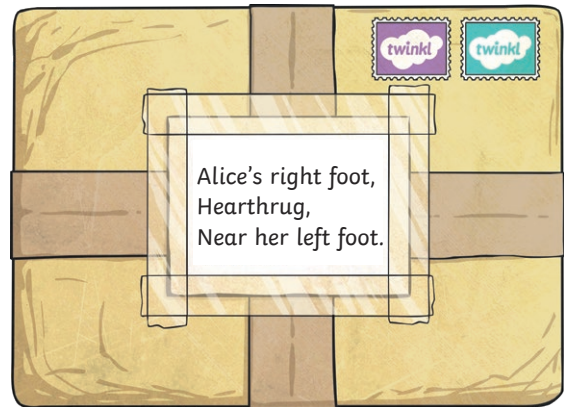 twinkl twinkl
Alice's right foot,
Hearthrug,
Near her left foot.